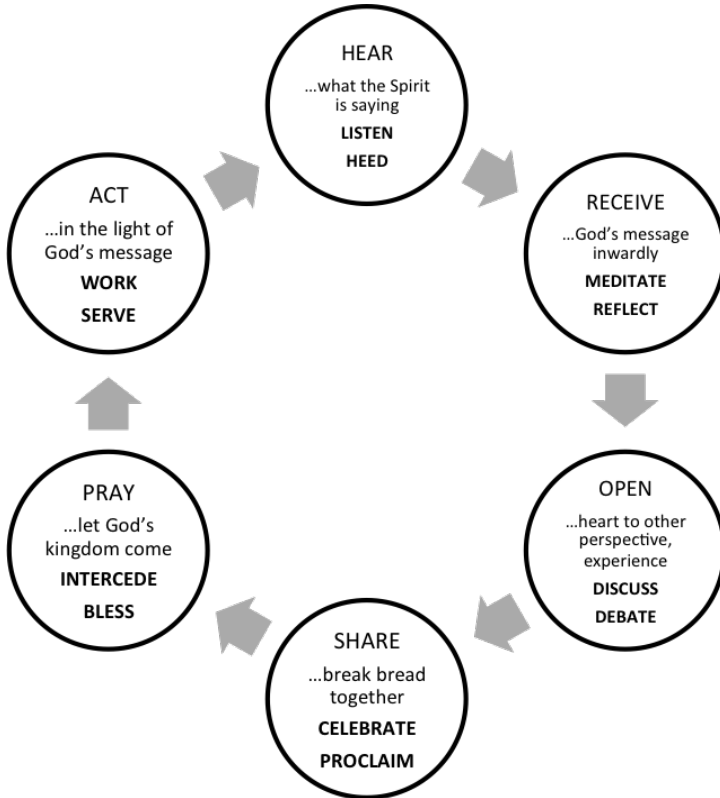 HEAR
...what the Spirit
is saying
LISTEN
HEED
RECEIVE
...God's message
inwardly
MEDITATE
REFLECT
OPEN
...heart to other
perspective,
experience
DISCUSS
DEBATE
SHARE
...break bread
together
CELEBRATE
PROCLAIM
PRAY
...let God's
kingdom come
INTERCEDE
BLESS
ACT
...in the light of
God's message
WORK
SERVE